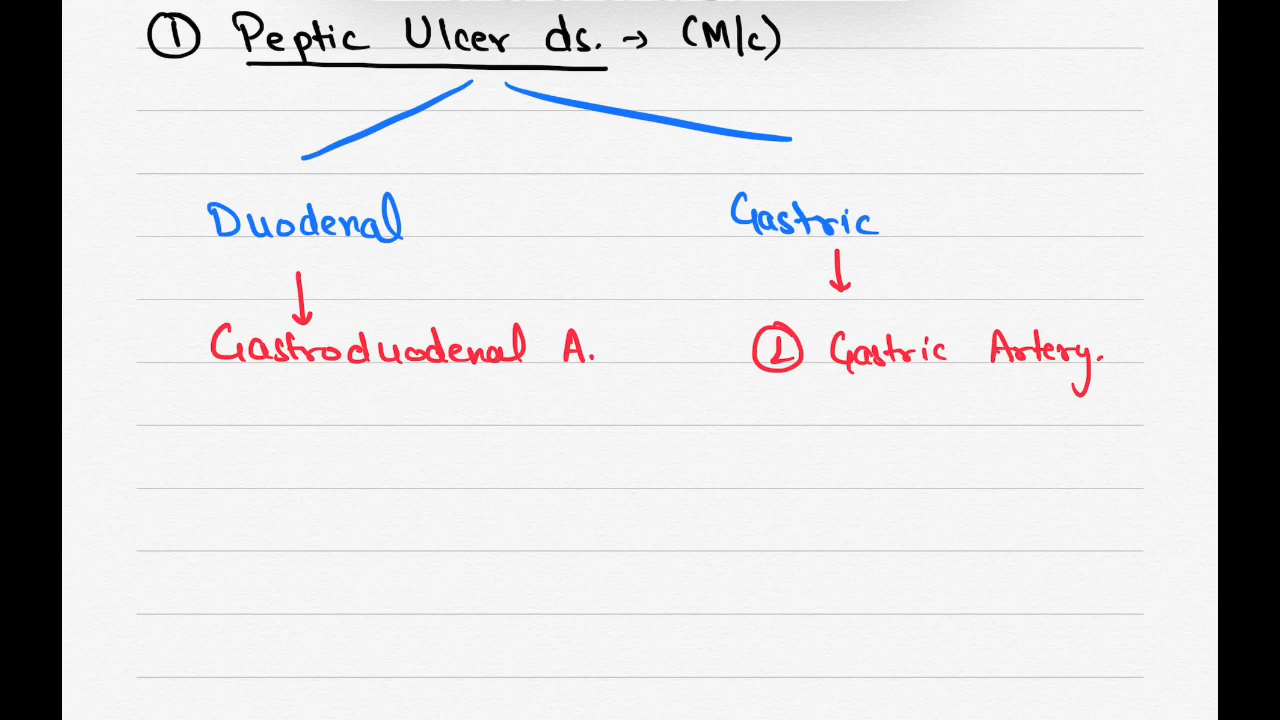 ① Peptic Ulcer ds. → (M/c)
Duodenal Gastric
↓ ↓
Gastroduodenal A. Ⓛ Gastric Artery.